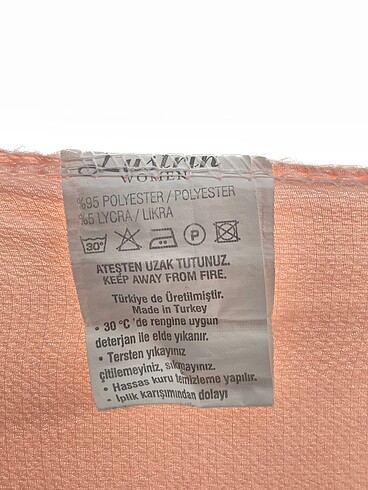 Lustrin
WOMEN
%95 POLYESTER / POLYESTER
%5 LYCRA / LİKRA
30° P
ATEŞTEN UZAK TUTUNUZ.
KEEP AWAY FROM FIRE.
Türkiye de Üretilmiştir.
Made in Turkey
• 30 °C 'de rengine uygun
deterjan ile elde yıkanır.
• Tersten yıkayınız
çitilemeyiniz, sıkmayınız.
• Hassas kuru temizleme yapılır.
• İplik karışımından dolayı